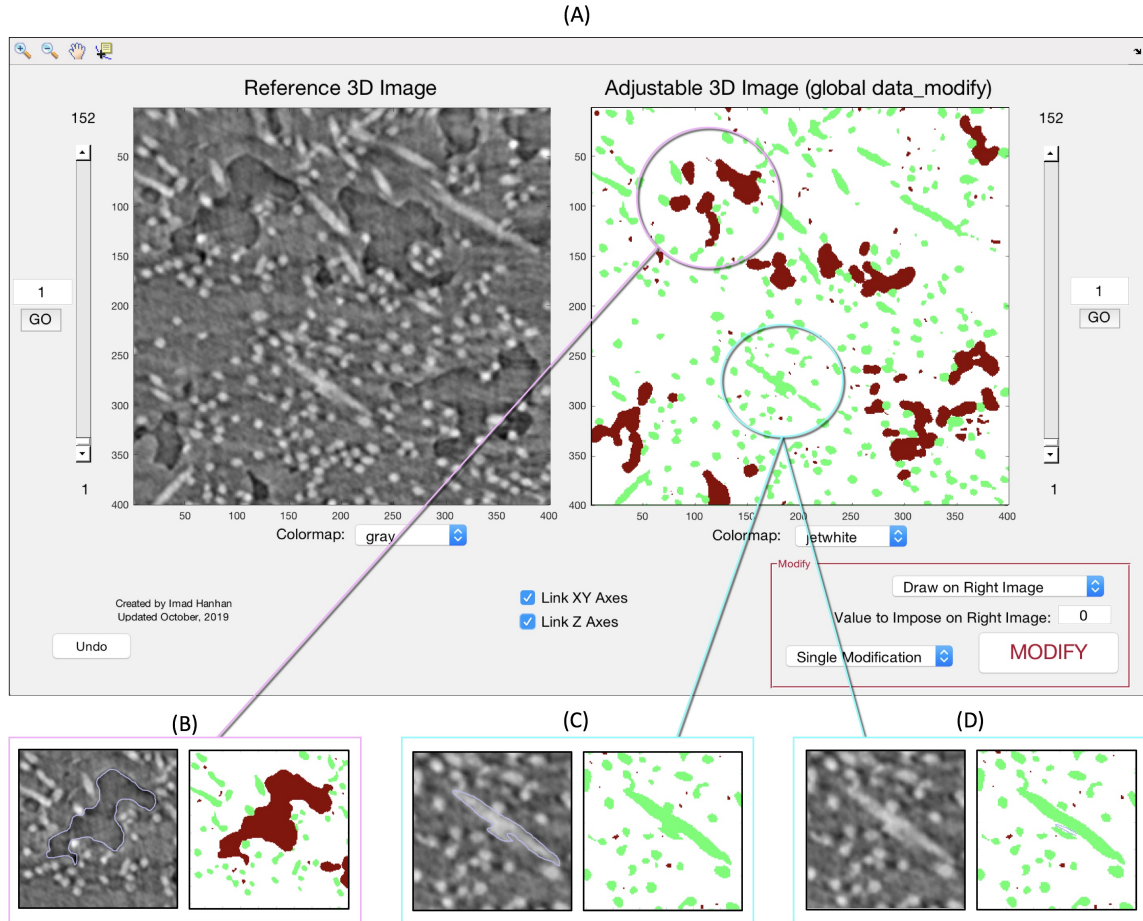 (A)
Reference 3D Image
Adjustable 3D Image (global data_modify)
152
152
50
100
150
200
250
300
350
400
50
100
150
200
250
300
350
400
1
GO
1
GO
1
1
50 100 150 200 250 300 350 400
50 100 150 200 250 300 350 400
Colormap: gray
Colormap: jetwhite
Modify
Draw on Right Image
Value to Impose on Right Image: 0
Single Modification
MODIFY
Created by Imad Hanhan
Updated October, 2019
Undo
Link XY Axes
Link Z Axes
(B)
(C)
(D)